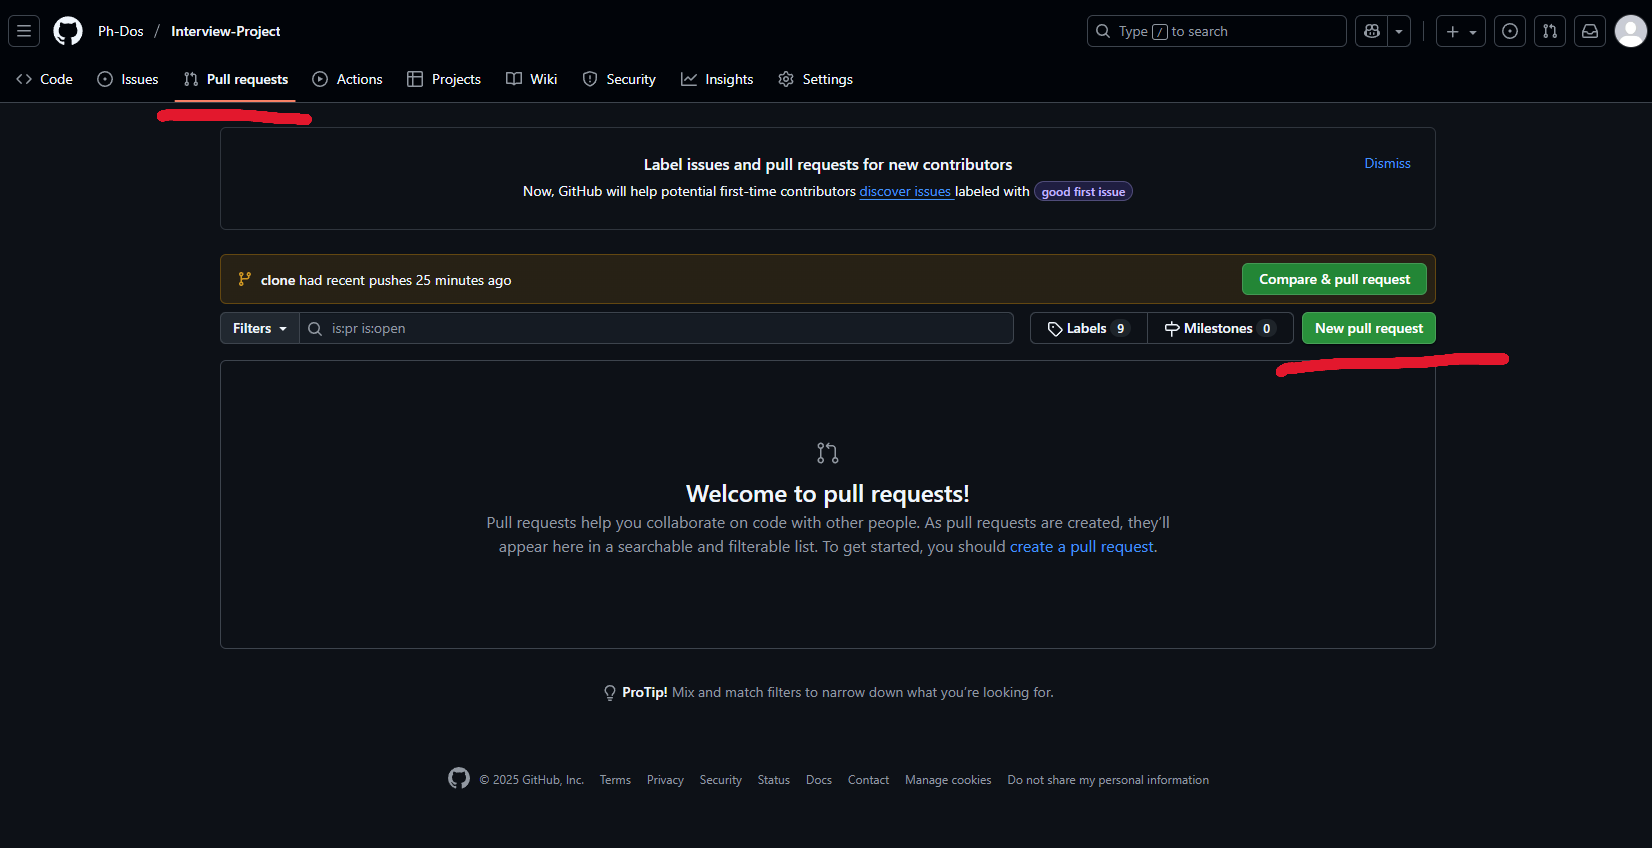 Ph-Dos / Interview-Project
Type / to search
Code Issues Pull requests Actions Projects Wiki Security Insights Settings
Label issues and pull requests for new contributors
Dismiss
Now, GitHub will help potential first-time contributors discover issues labeled with good first issue
clone had recent pushes 25 minutes ago
Compare & pull request
Filters is:pr is:open Labels 9 Milestones 0 New pull request
Welcome to pull requests!
Pull requests help you collaborate on code with other people. As pull requests are created, they’ll
appear here in a searchable and filterable list. To get started, you should create a pull request.
ProTip! Mix and match filters to narrow down what you’re looking for.
© 2025 GitHub, Inc. Terms Privacy Security Status Docs Contact Manage cookies Do not share my personal information